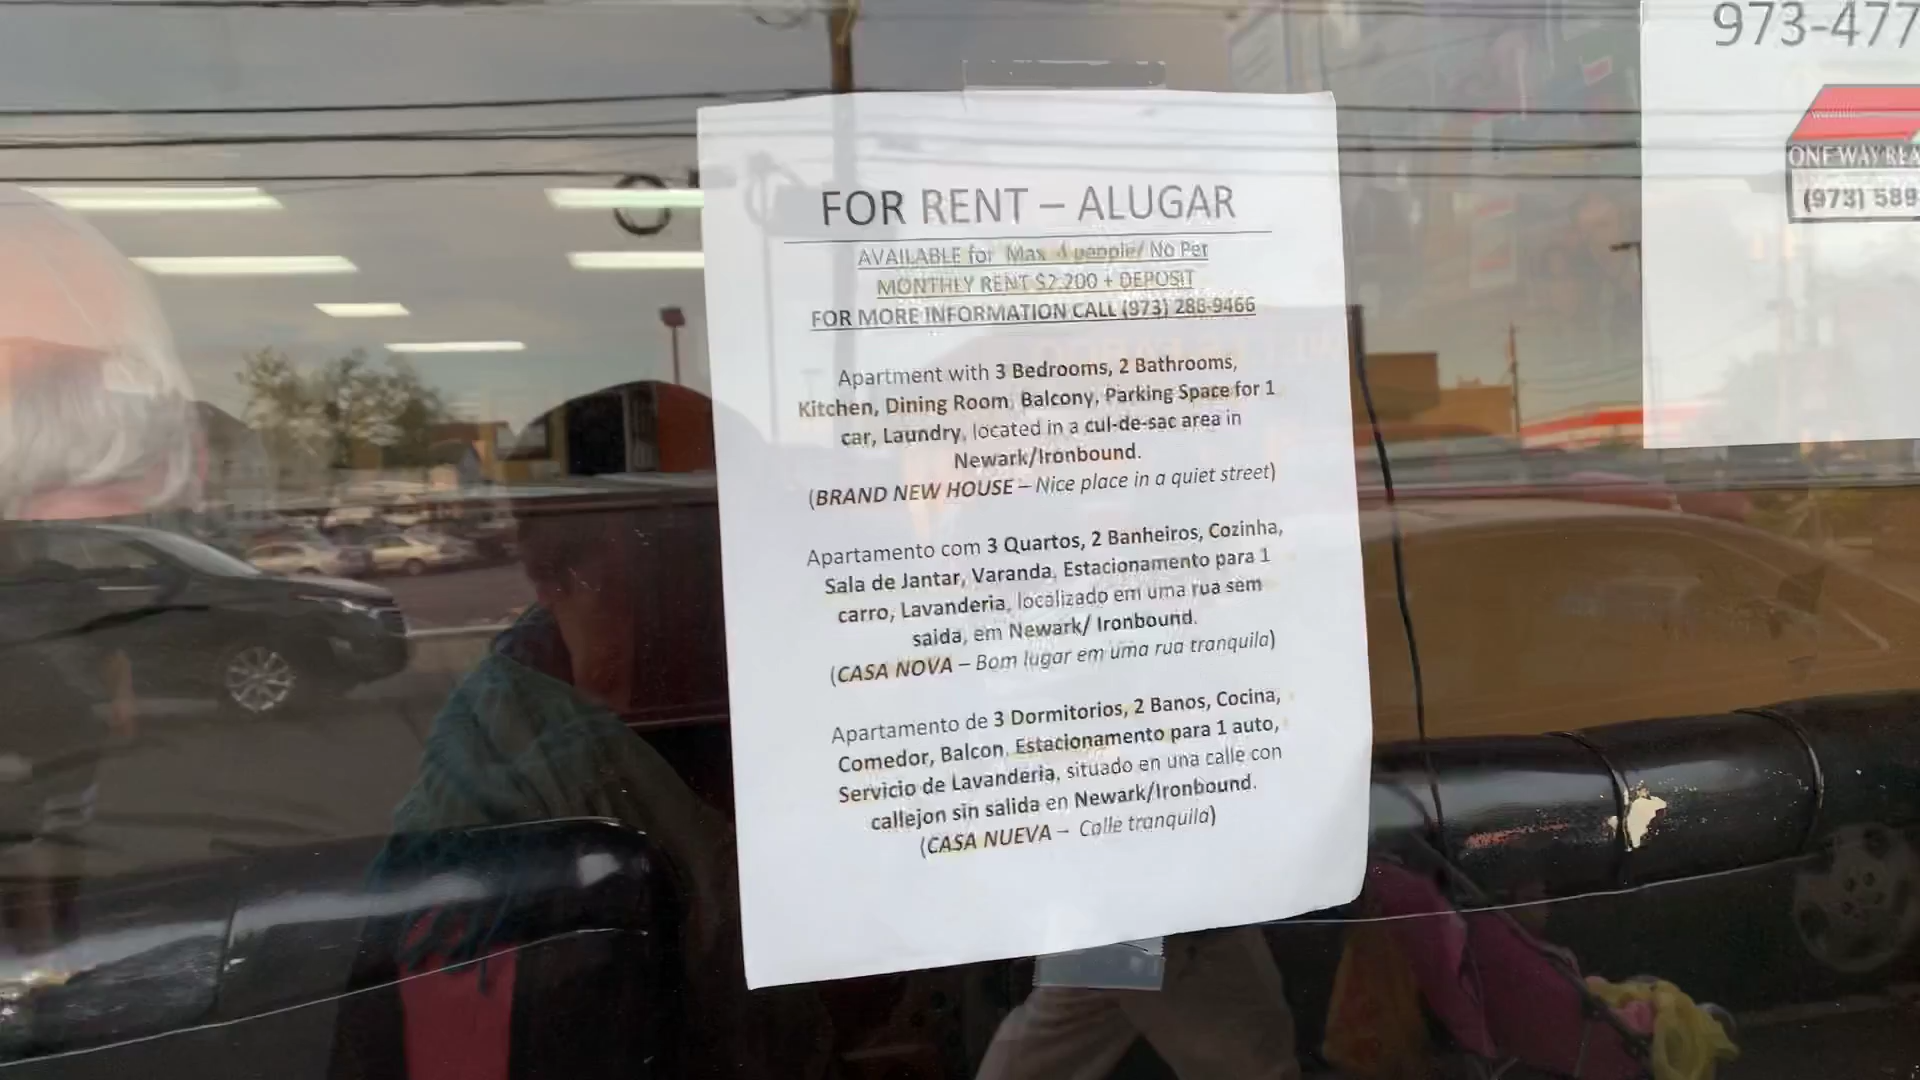 FOR RENT – ALUGAR
AVAILABLE for Max 4 people/ No Pet
MONTHLY RENT $2.200 + DEPOSIT
FOR MORE INFORMATION CALL (973) 288-9466
Apartment with 3 Bedrooms, 2 Bathrooms,
Kitchen, Dining Room, Balcony, Parking Space for 1
car, Laundry, located in a cul-de-sac area in
Newark/Ironbound.
(BRAND NEW HOUSE – Nice place in a quiet street)
Apartamento com 3 Quartos, 2 Banheiros, Cozinha,
Sala de Jantar, Varanda, Estacionamento para 1
carro, Lavanderia, localizado em uma rua sem
saida, em Newark/ Ironbound.
(CASA NOVA – Bom lugar em uma rua tranquila)
Apartamento de 3 Dormitorios, 2 Banos, Cocina,
Comedor, Balcon, Estacionamento para 1 auto,
Servicio de Lavanderia, situado en una calle con
callejon sin salida en Newark/Ironbound.
(CASA NUEVA – Calle tranquila)
973-477
ONE WAY REA
(973) 589